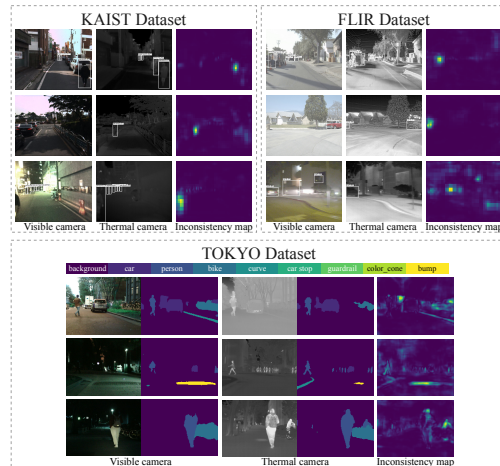 KAIST Dataset
Visible camera Thermal camera Inconsistency map
FLIR Dataset
Visible camera Thermal camera Inconsistency map
TOKYO Dataset
background car person bike curve car stop guardrail color_cone bump
Visible camera Thermal camera Inconsistency map